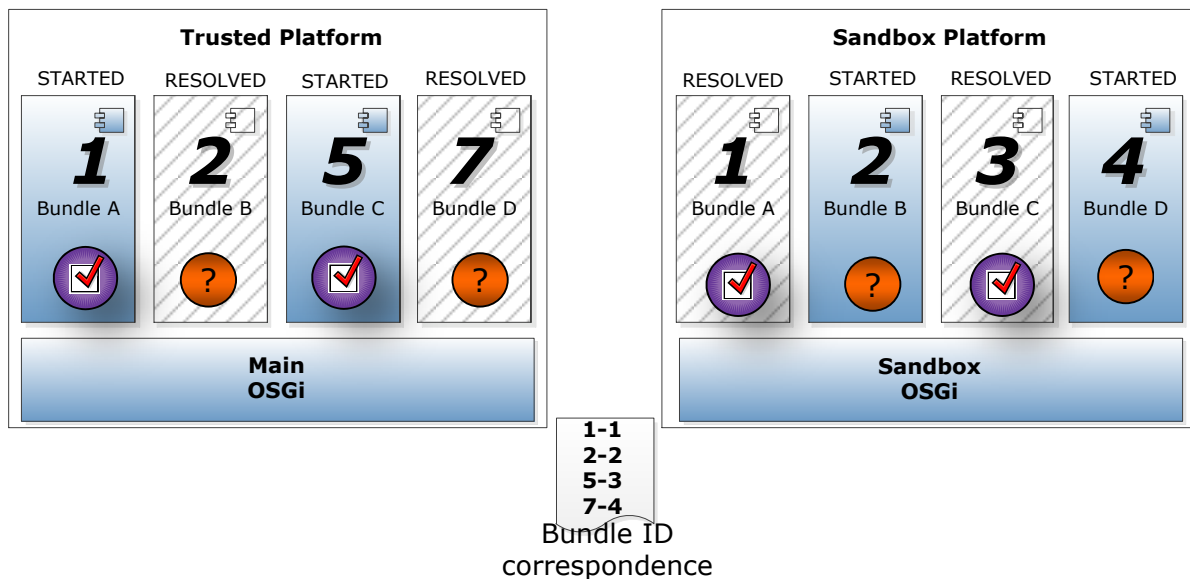 Trusted Platform
STARTED RESOLVED STARTED RESOLVED
1 2 5 7
Bundle A Bundle B Bundle C Bundle D
? ?
Main
OSGi
Sandbox Platform
RESOLVED STARTED RESOLVED STARTED
1 2 3 4
Bundle A Bundle B Bundle C Bundle D
? ?
Sandbox
OSGi
1-1
2-2
5-3
7-4
Bundle ID
correspondence